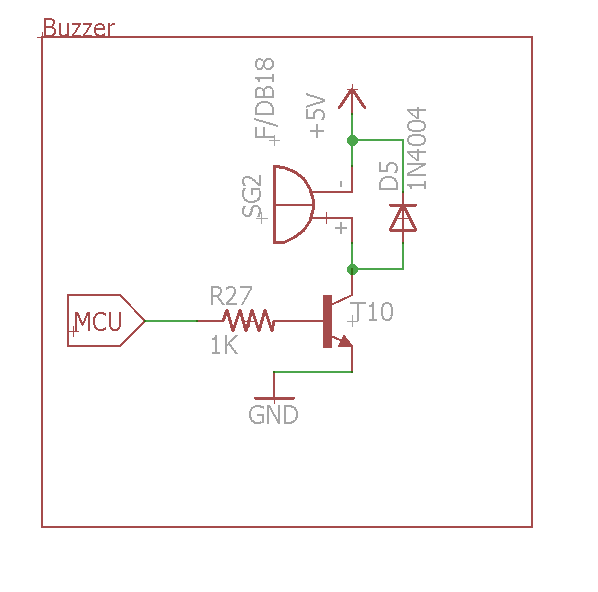 Buzzer
F/DB18
+5V
1N4004
D5
SG2
-
+
R27
MCU
1K
T10
GND